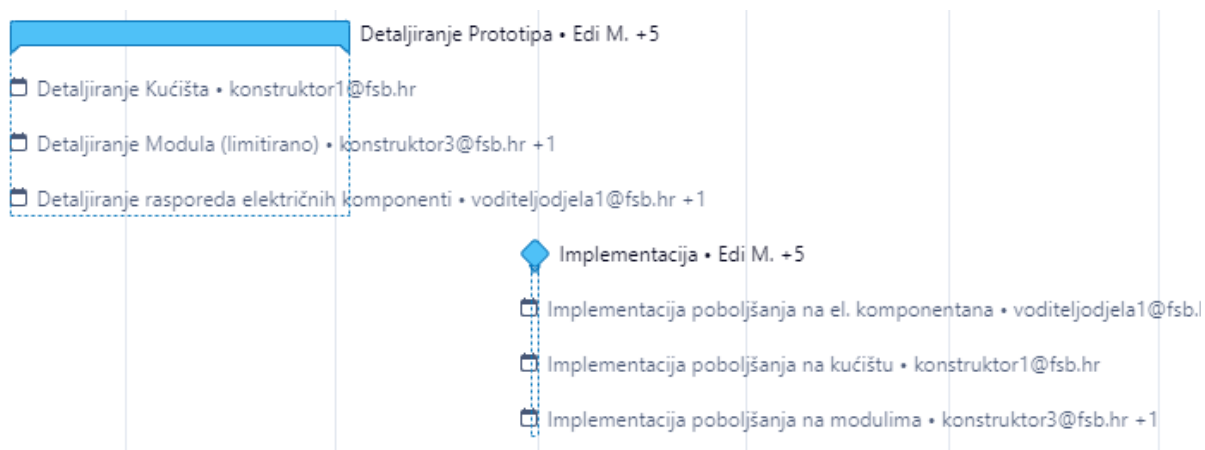 Detaljiranje Prototipa • Edi M. +5
Detaljiranje Kućišta • konstruktor1@fsb.hr
Detaljiranje Modula (limitirano) • konstruktor3@fsb.hr +1
Detaljiranje rasporeda električnih komponenti • voditeljodjela1@fsb.hr +1
Implementacija • Edi M. +5
Implementacija poboljšanja na el. komponentana • voditeljodjela1@fsb.
Implementacija poboljšanja na kućištu • konstruktor1@fsb.hr
Implementacija poboljšanja na modulima • konstruktor3@fsb.hr +1